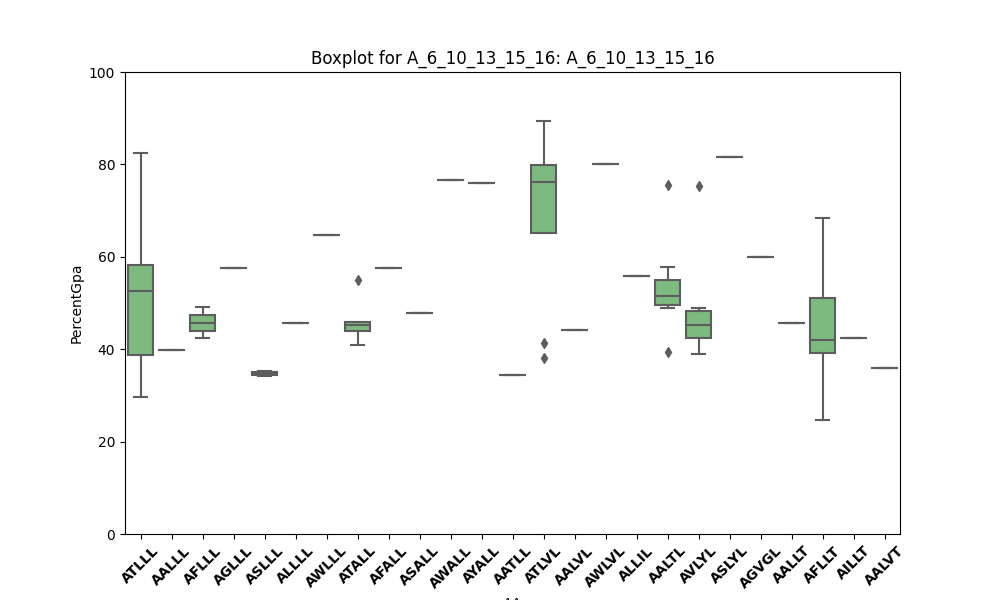 Boxplot for A_6_10_13_15_16: A_6_10_13_15_16
PercentGpa
100
80
60
40
20
0
ATLLL
AALLL
AFLLL
AGLLL
ASLLL
ALLLL
AWLLL
ATALL
AFALL
ASALL
AWALL
AYALL
AATLL
ATLVL
AALVL
AWLVL
ALLIL
AALTL
AVLYL
ASLYL
AGVGL
AALLT
AFLLT
AILLT
AALVT